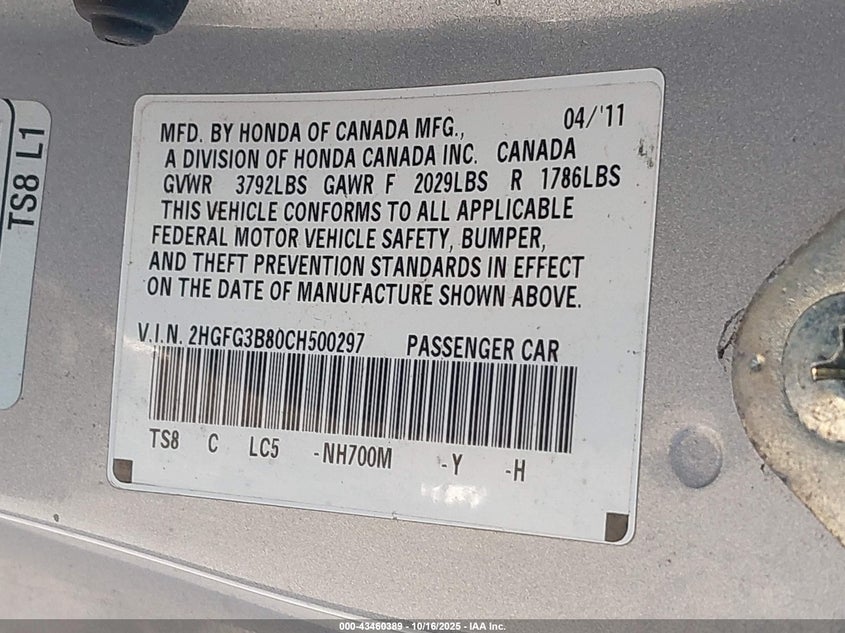 TS8 L1
MFD. BY HONDA OF CANADA MFG., 04/'11
A DIVISION OF HONDA CANADA INC. CANADA
GVWR 3792LBS GAWR F 2029LBS R 1786LBS
THIS VEHICLE CONFORMS TO ALL APPLICABLE
FEDERAL MOTOR VEHICLE SAFETY, BUMPER,
AND THEFT PREVENTION STANDARDS IN EFFECT
ON THE DATE OF MANUFACTURE SHOWN ABOVE.
V.I.N. 2HGFG3B80CH500297 PASSENGER CAR
TS8 C LC5 -NH700M -Y -H
000-43460389 - 10/16/2025 - IAA Inc.